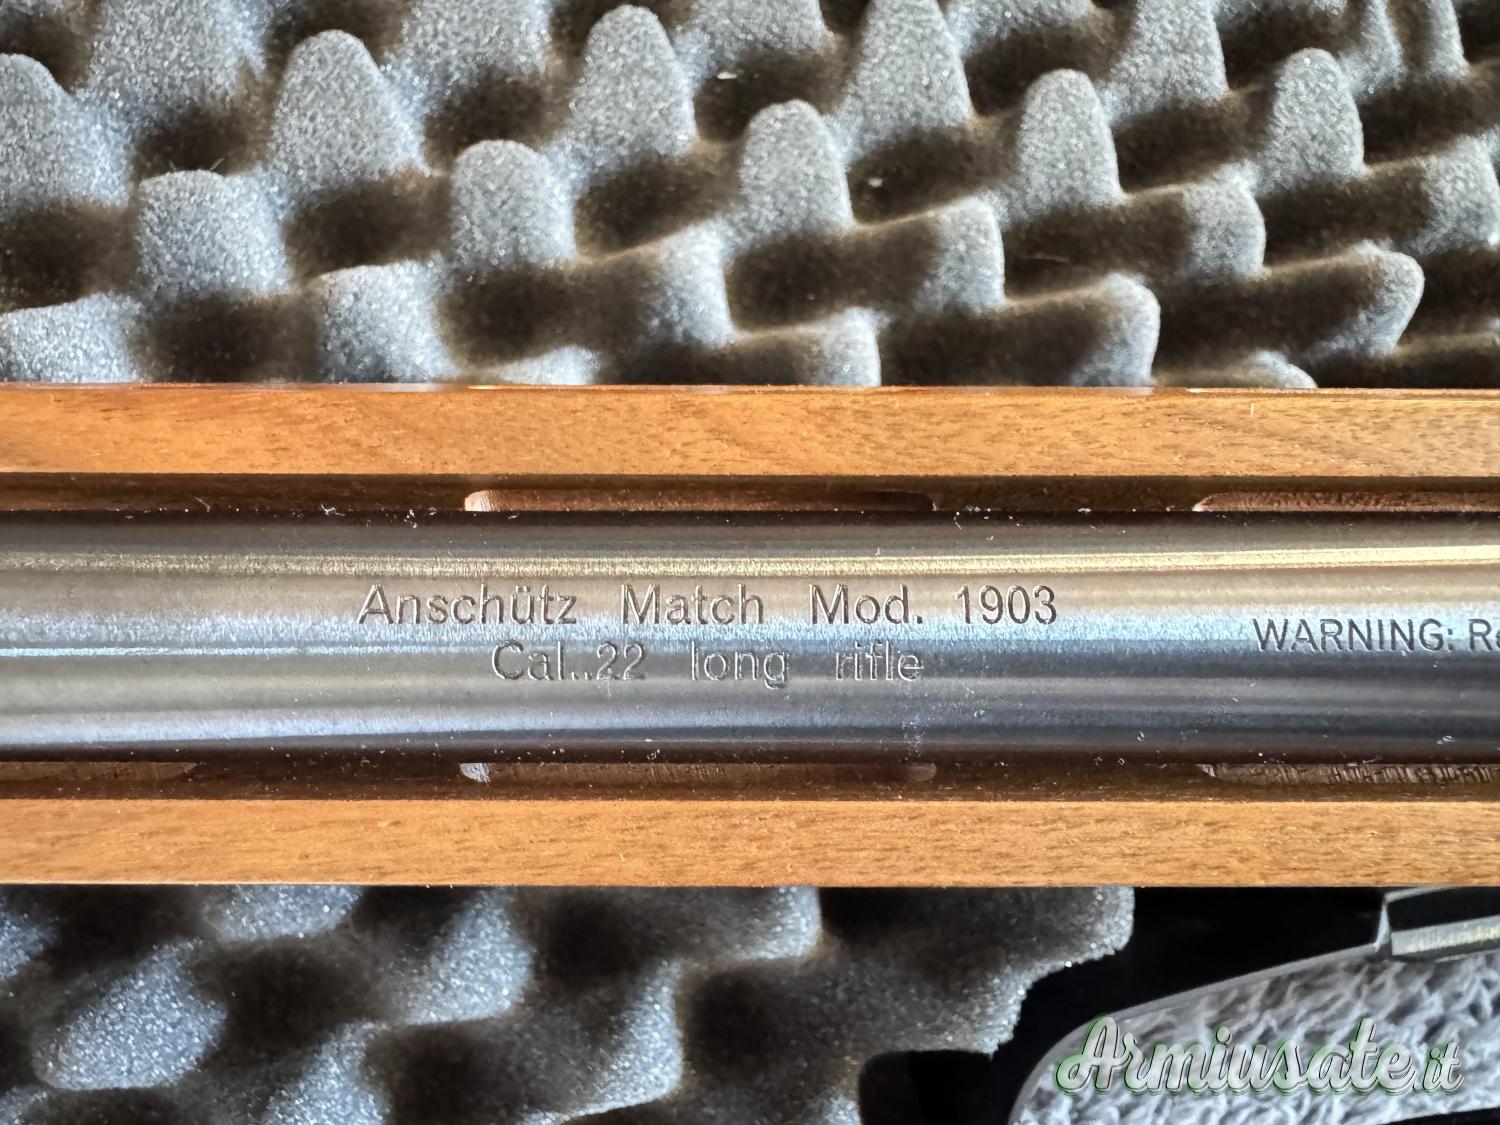 Anschütz Match Mod. 1903
Cal..22 long rifle
WARNING:
Armiusate.it